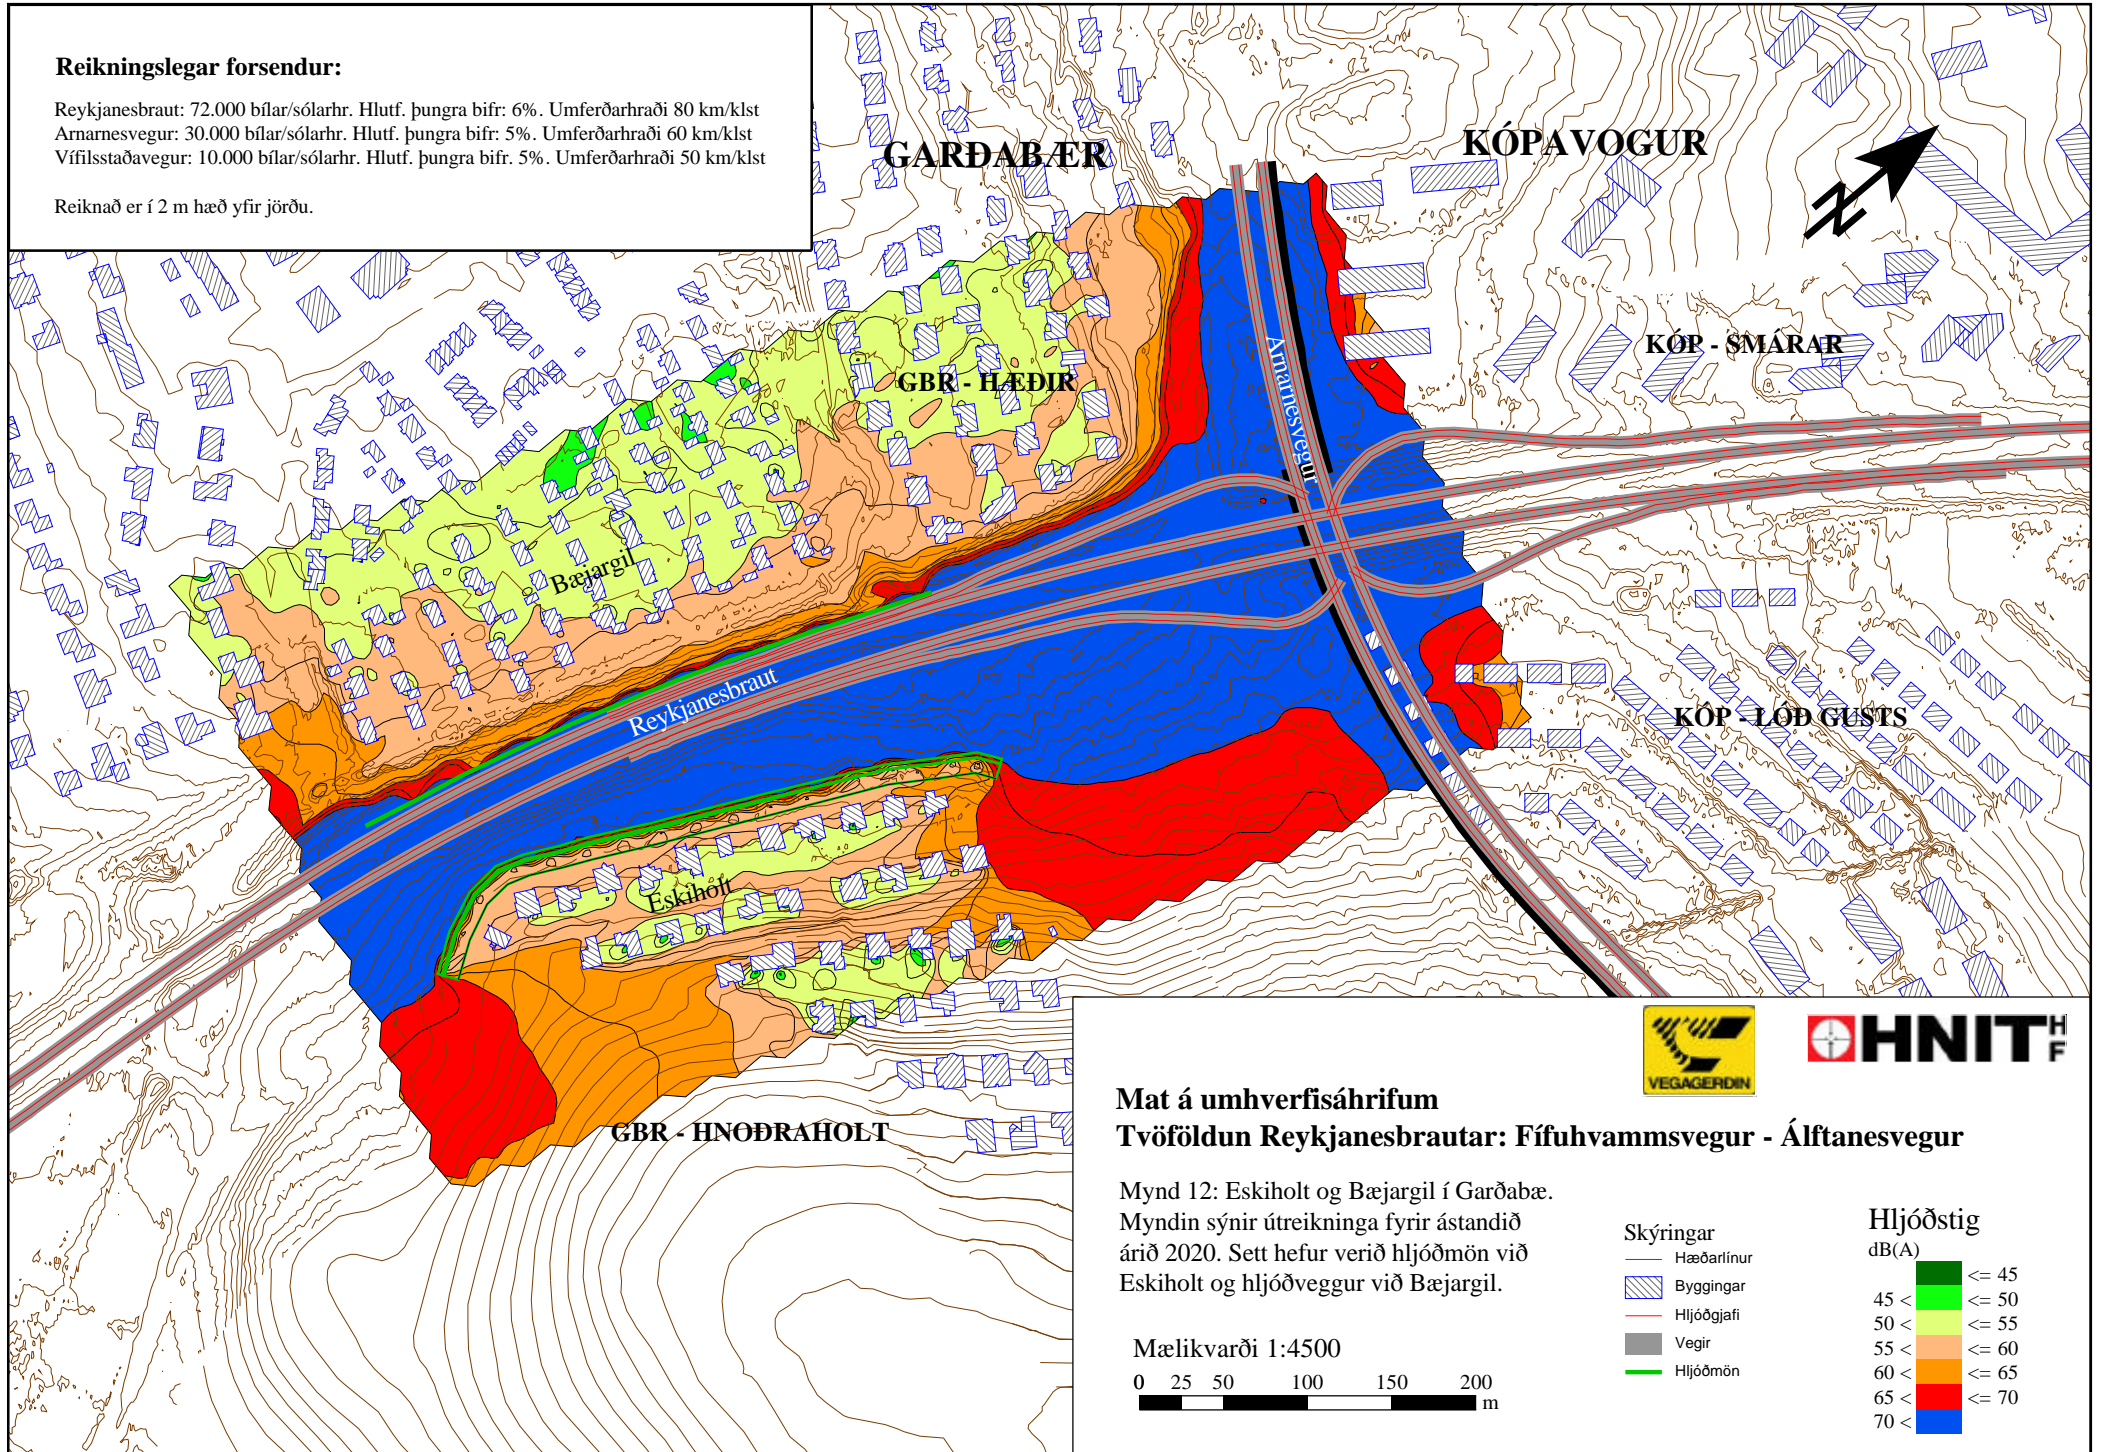 Reikningslegar forsendur:
Reykjanesbraut: 72.000 bílar/sólarhr. Hlutf. þungra bifr: 6%. Umferðarhraði 80 km/klst
Arnarnesvegur: 30.000 bílar/sólarhr. Hlutf. þungra bifr: 5%. Umferðarhraði 60 km/klst
Vífilsstaðavegur: 10.000 bílar/sólarhr. Hlutf. þungra bifr. 5%. Umferðarhraði 50 km/klst
Reiknað er í 2 m hæð yfir jörðu.
GARÐABÆR
KÓPAVOGUR
N
KÓP - SMÁRAR
GBR - HÆÐIR
Arnarnesvegur
Bæjargil
Reykjanesbraut
KÓP - LÓÐ GUSTS
Eskiholt
GBR - HNOÐRAHOLT
VEGAGERÐIN
HNIT HF
Mat á umhverfisáhrifum
Tvöföldun Reykjanesbrautar: Fífuhvammsvegur - Álftanesvegur
Mynd 12: Eskiholt og Bæjargil í Garðabæ.
Myndin sýnir útreikninga fyrir ástandið
árið 2020. Sett hefur verið hljóðmön við
Eskiholt og hljóðveggur við Bæjargil.
Mælikvarði 1:4500
0 25 50 100 150 200 m
Skýringar
Hæðarlínur
Byggingar
Hljóðgjafi
Vegir
Hljóðmön
Hljóðstig
dB(A)
<= 45
45 < <= 50
50 < <= 55
55 < <= 60
60 < <= 65
65 < <= 70
70 <